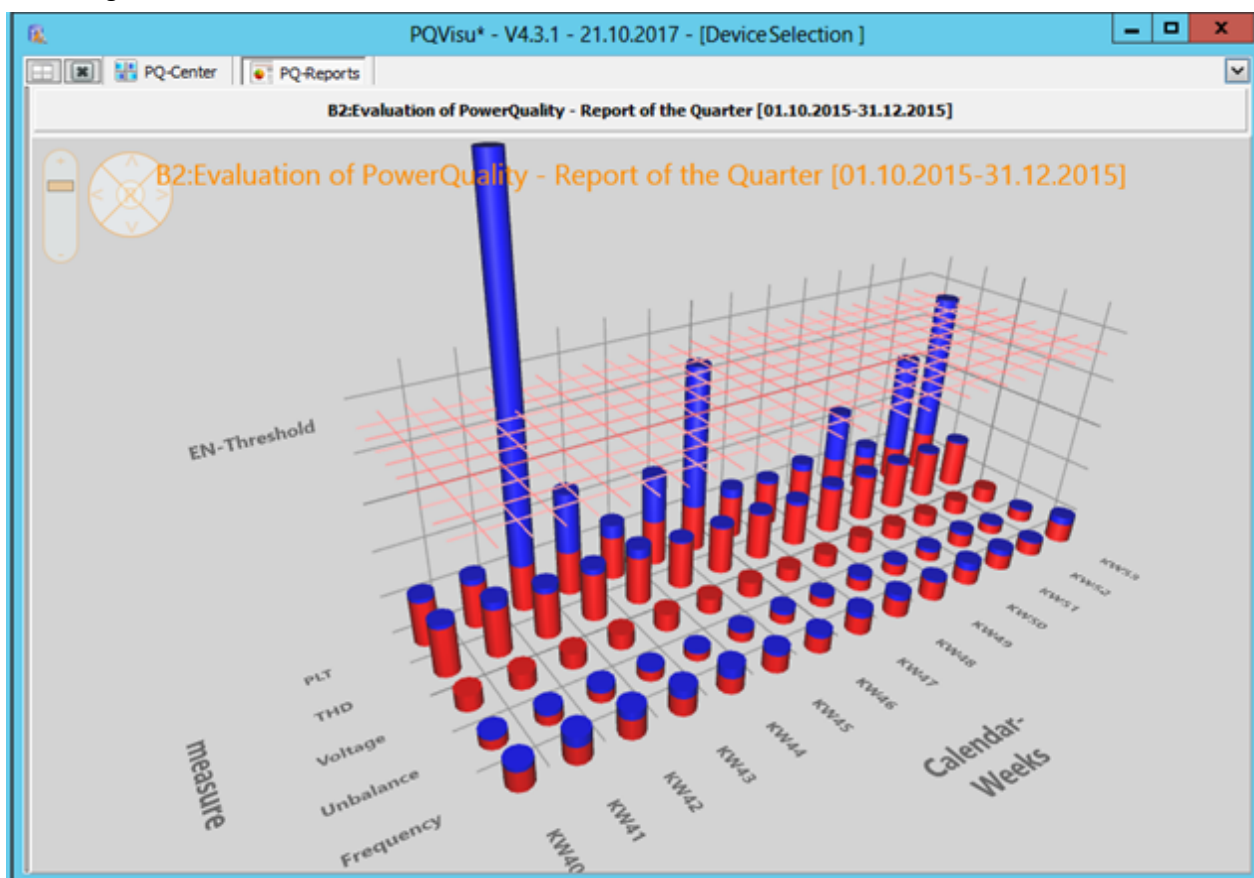 PQVisu* - V4.3.1 - 21.10.2017 - [DeviceSelection ]
PQ-Center
PQ-Reports
B2:Evaluation of PowerQuality - Report of the Quarter [01.10.2015-31.12.2015]
B2:Evaluation of PowerQuality - Report of the Quarter [01.10.2015-31.12.2015]
EN-Threshold
PLT
THD
Voltage
Unbalance
Frequency
measure
KW40
KW41
KW42
KW43
KW44
KW45
KW46
KW47
KW48
KW49
KW50
KW51
KW52
KW53
Calendar-
Weeks